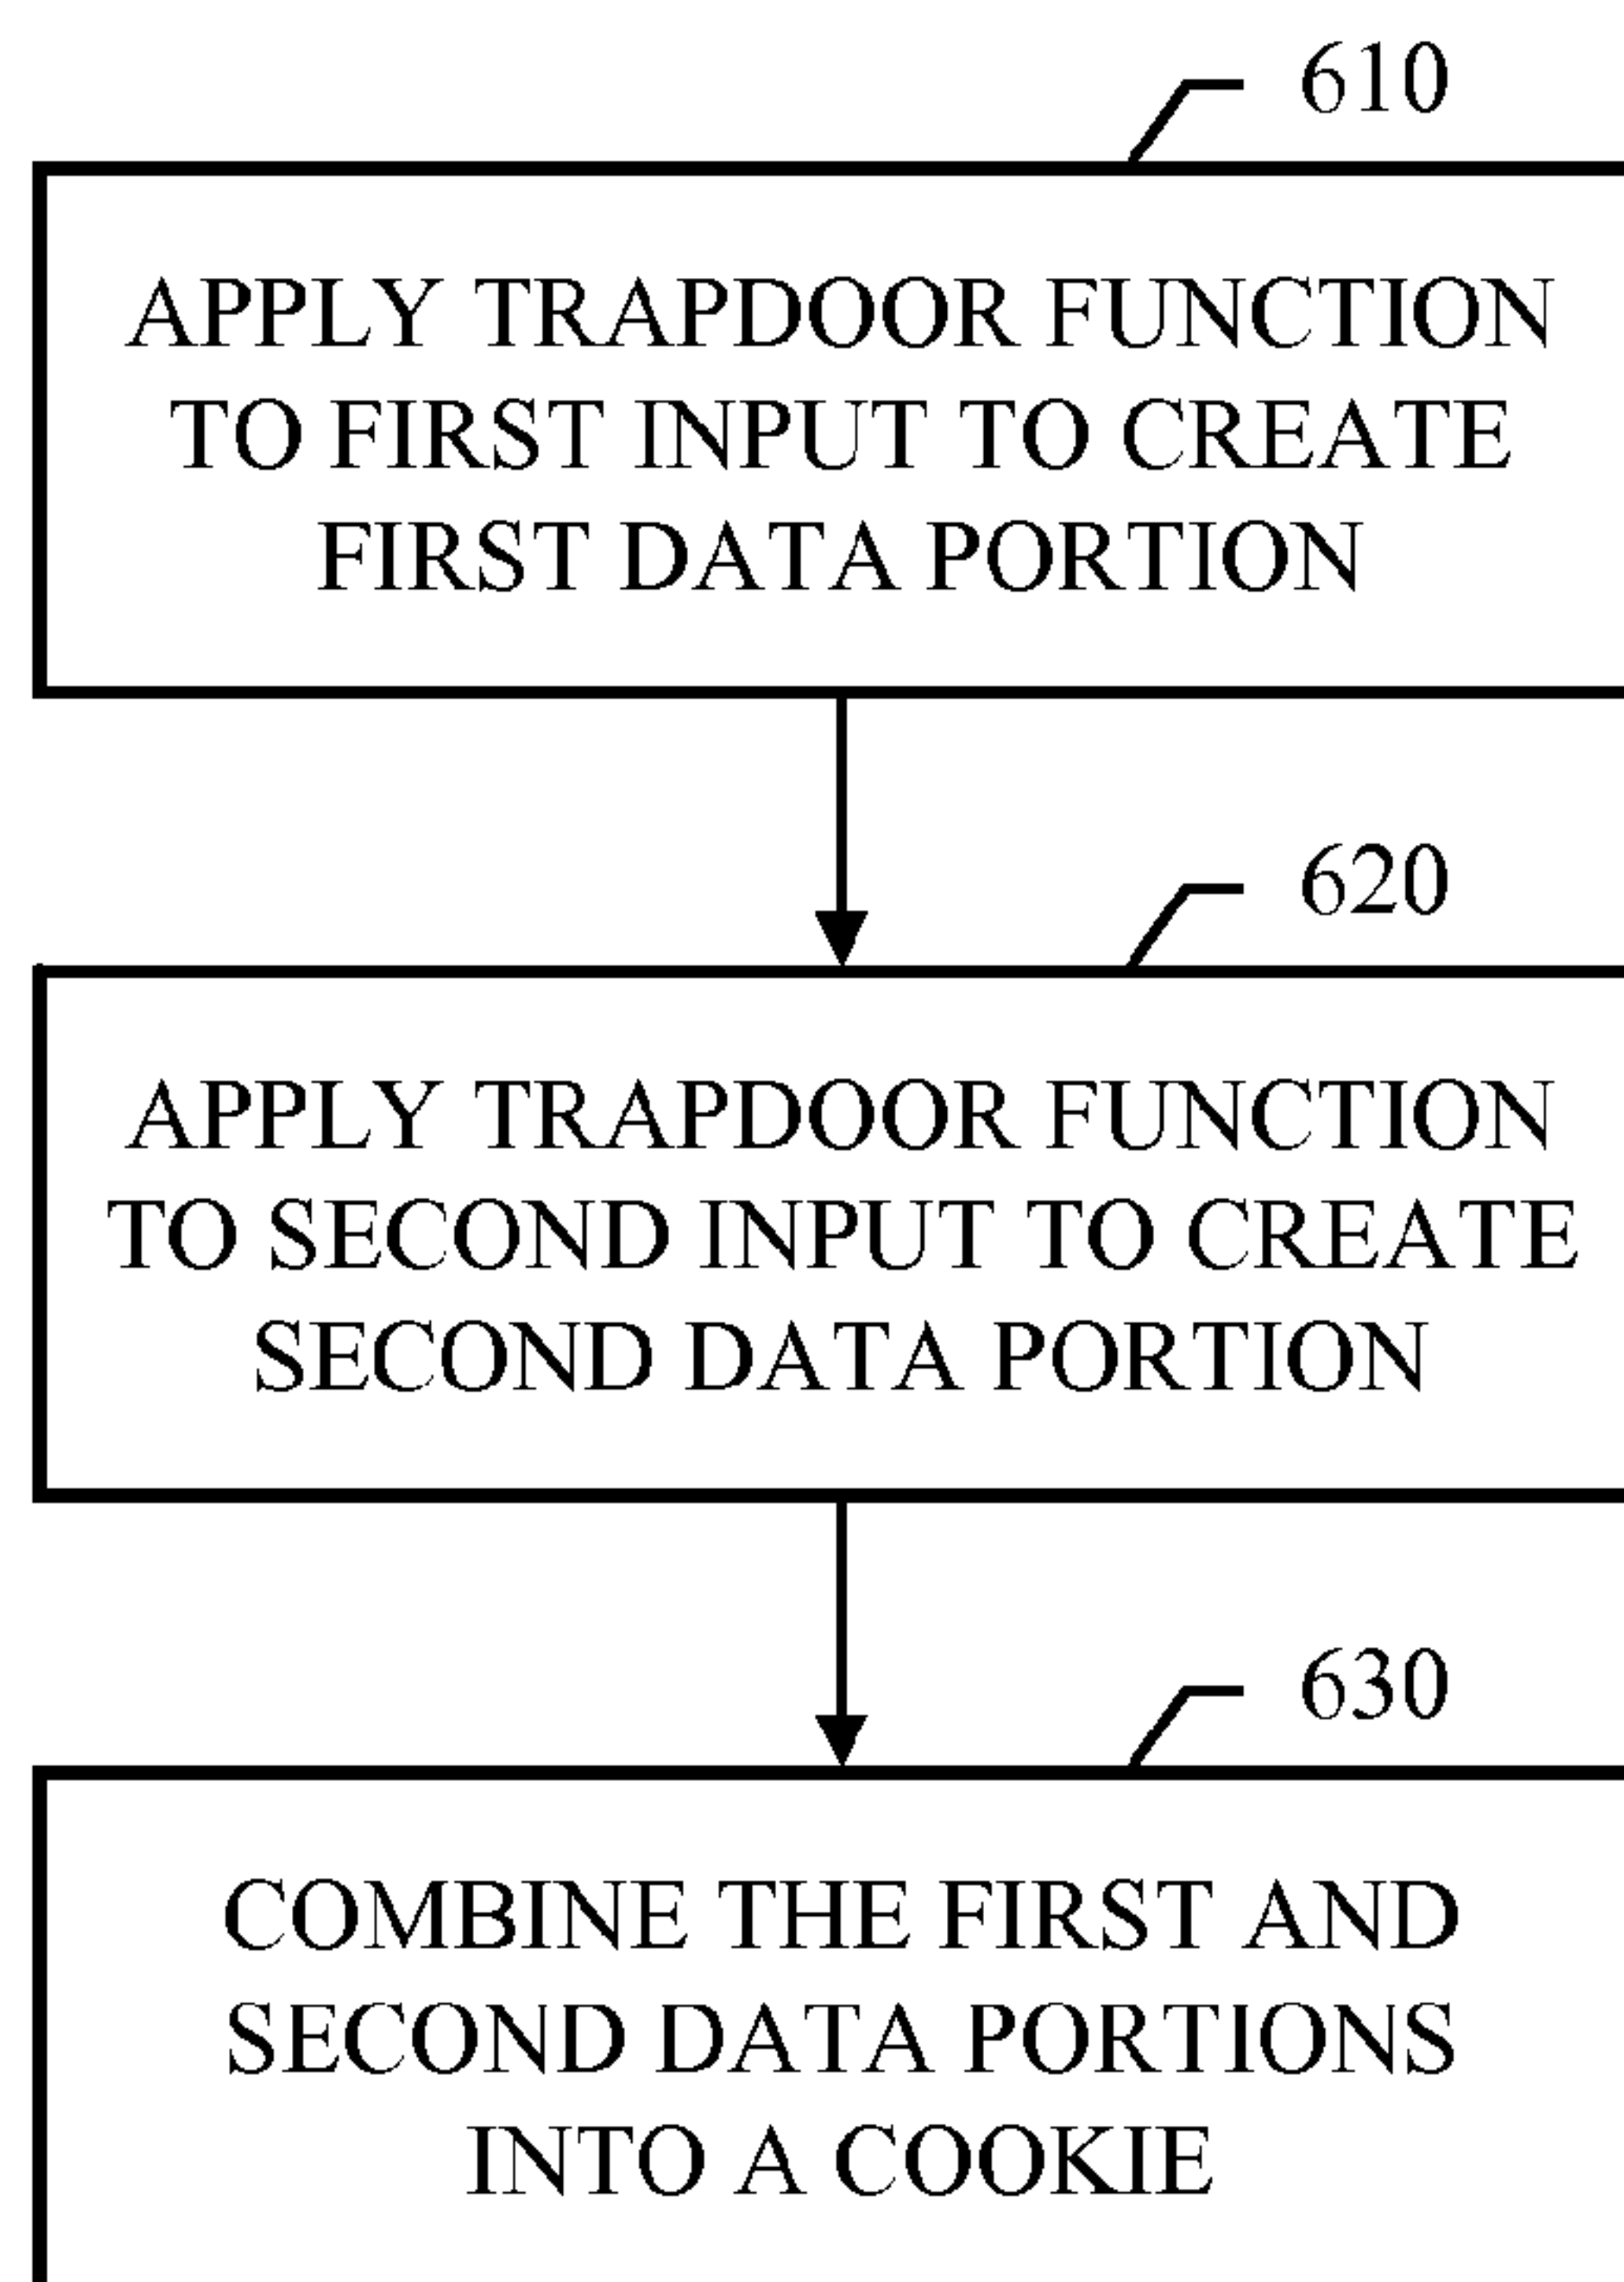 610
APPLY TRAPDOOR FUNCTION
TO FIRST INPUT TO CREATE
FIRST DATA PORTION
620
APPLY TRAPDOOR FUNCTION
TO SECOND INPUT TO CREATE
SECOND DATA PORTION
630
COMBINE THE FIRST AND
SECOND DATA PORTIONS
INTO A COOKIE